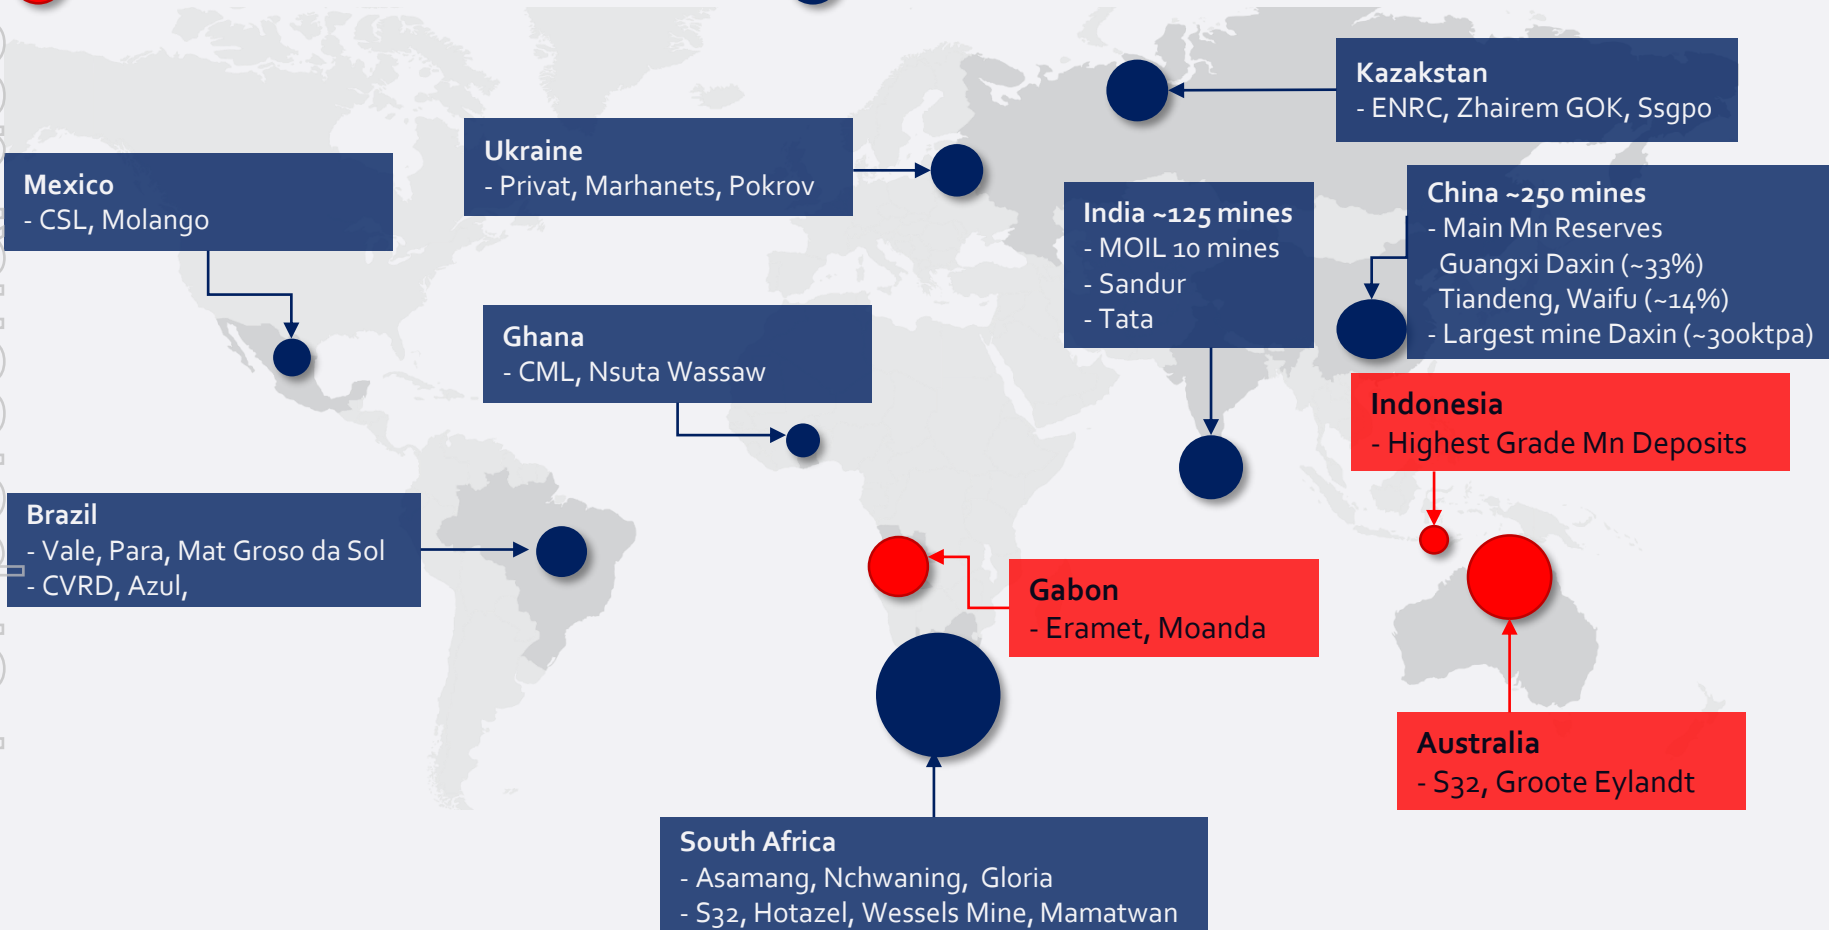 Kazakstan
- ENRC, Zhairem GOK, Ssgpo
Ukraine
- Privat, Marhanets, Pokrov
Mexico
- CSL, Molango
India ~125 mines
- MOIL 10 mines
- Sandur
- Tata
China ~250 mines
- Main Mn Reserves
Guangxi Daxin (~33%)
Tiandeng, Waifu (~14%)
- Largest mine Daxin (~300ktpa)
Ghana
- CML, Nsuta Wassaw
Indonesia
- Highest Grade Mn Deposits
Brazil
- Vale, Para, Mat Groso da Sol
- CVRD, Azul,
Gabon
- Eramet, Moanda
Australia
- S32, Groote Eylandt
South Africa
- Asamang, Nchwaning, Gloria
- S32, Hotazel, Wessels Mine, Mamatwan